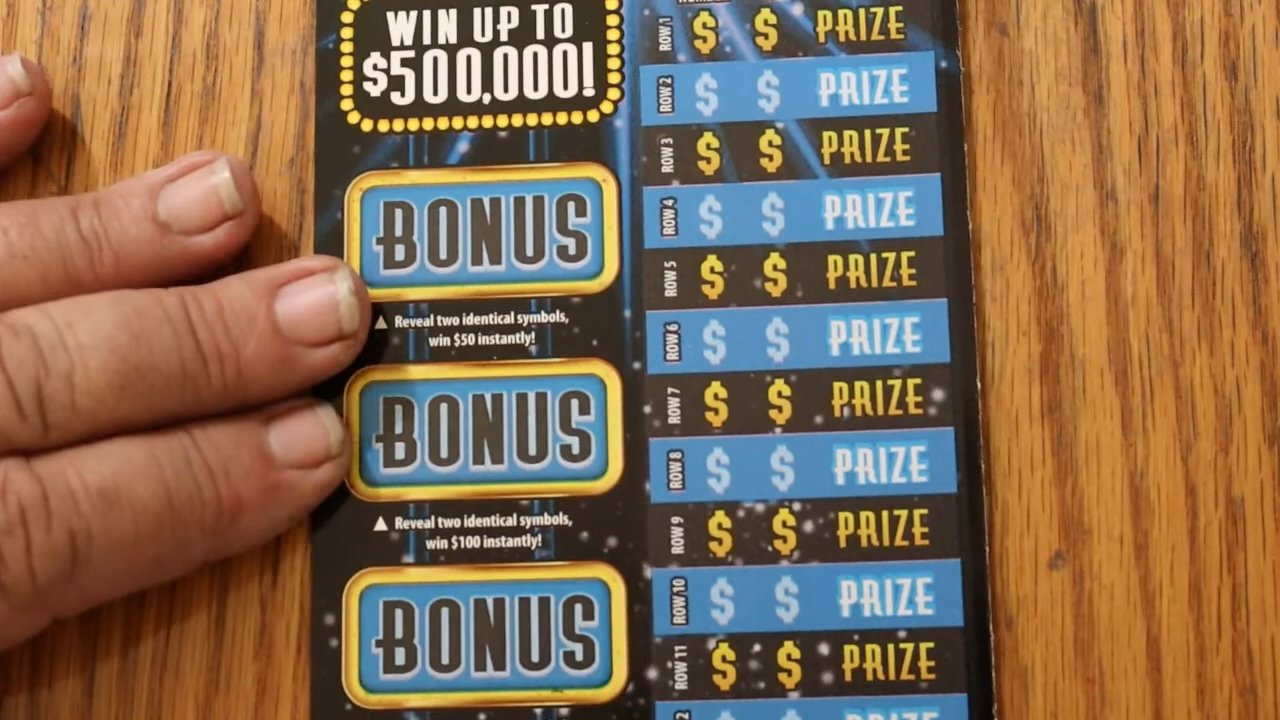 WIN UP TO
$500,000!
BONUS
▲ Reveal two identical symbols,
win $50 instantly!
BONUS
▲ Reveal two identical symbols,
win $100 instantly!
BONUS
ROW 1 $ $ PRIZE
ROW 2 $ $ PRIZE
ROW 3 $ $ PRIZE
ROW 4 $ $ PRIZE
ROW 5 $ $ PRIZE
ROW 6 $ $ PRIZE
ROW 7 $ $ PRIZE
ROW 8 $ $ PRIZE
ROW 9 $ $ PRIZE
ROW 10 $ $ PRIZE
ROW 11 $ $ PRIZE
$ $ PRIZE